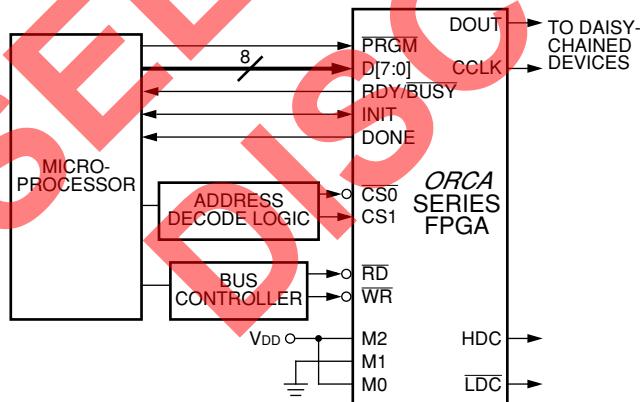 DOUT
TO DAISY-
CHAINED
DEVICES
PRGM
8
D[7:0]
CCLK
RDY/BUSY
INIT
DONE
MICRO-
PROCESSOR
ADDRESS
DECODE LOGIC
CS0
CS1
ORCA
SERIES
FPGA
BUS
CONTROLLER
RD
WR
VDD
M2
HDC
M1
M0
LDC